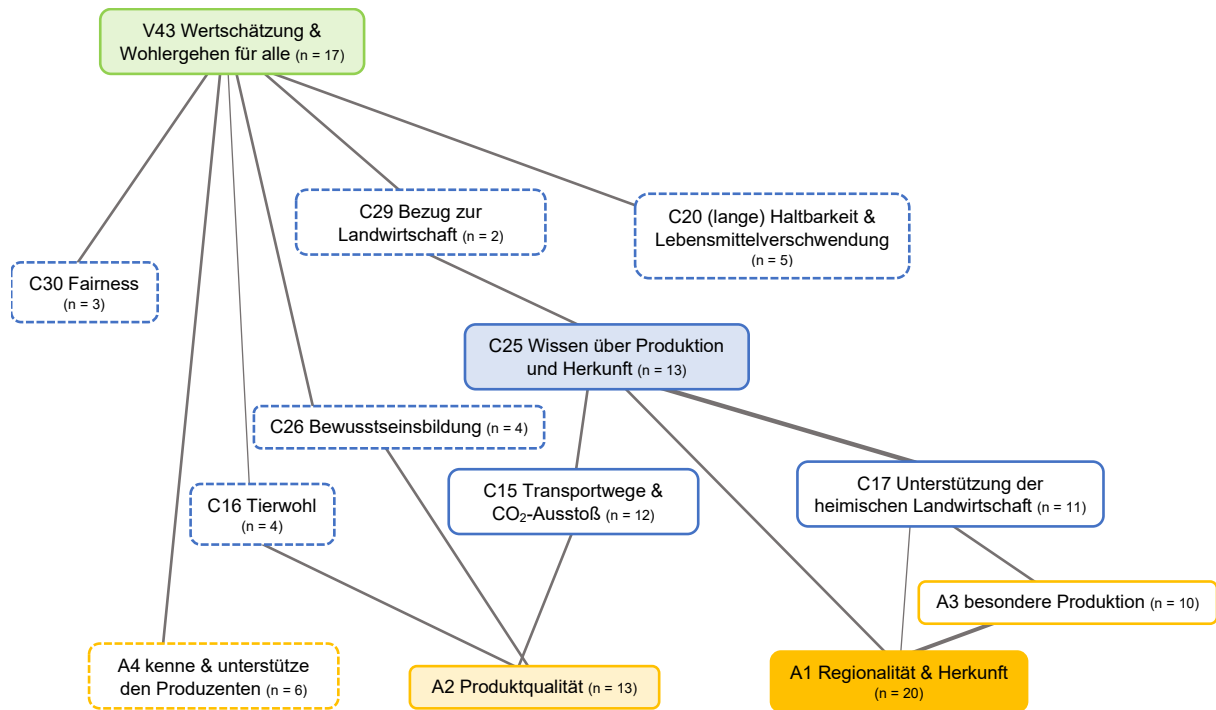 V43 Wertschätzung &
Wohlergehen für alle (n = 17)
C29 Bezug zur
Landwirtschaft (n = 2)
C20 (lange) Haltbarkeit &
Lebensmittelverschwendung
(n = 5)
C30 Fairness
(n = 3)
C25 Wissen über Produktion
und Herkunft (n = 13)
C26 Bewusstseinsbildung (n = 4)
C16 Tierwohl
(n = 4)
C15 Transportwege &
CO₂-Ausstoß (n = 12)
C17 Unterstützung der
heimischen Landwirtschaft (n = 11)
A3 besondere Produktion (n = 10)
A4 kenne & unterstütze
den Produzenten (n = 6)
A2 Produktqualität (n = 13)
A1 Regionalität & Herkunft
(n = 20)